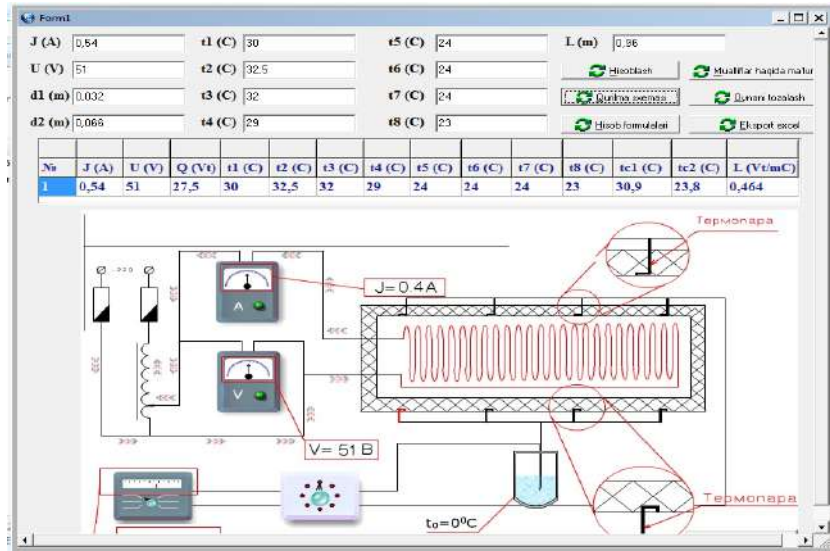 Form1
J (A) 0,54 t1 (C) 30 t5 (C) 24 L (m) 0,96
U (V) 51 t2 (C) 32.5 t6 (C) 24 Hisoblash Mualliflar haqida ma'lum
d1 (m) 0.032 t3 (C) 32 t7 (C) 24 Qurilma sxemasi Oynani tozalash
d2 (m) 0,066 t4 (C) 29 t8 (C) 23 Hisob formulalari Eksport excel
№ J (A) U (V) Q (Vt) t1 (C) t2 (C) t3 (C) t4 (C) t5 (C) t6 (C) t7 (C) t8 (C) tc1 (C) tc2 (C) L (Vt/mC)
1 0,54 51 27,5 30 32,5 32 29 24 24 24 23 30,9 23,8 0,464
Термопара
J=0.4A
A
V
V= 51 В
Термопара
t₀=0⁰C